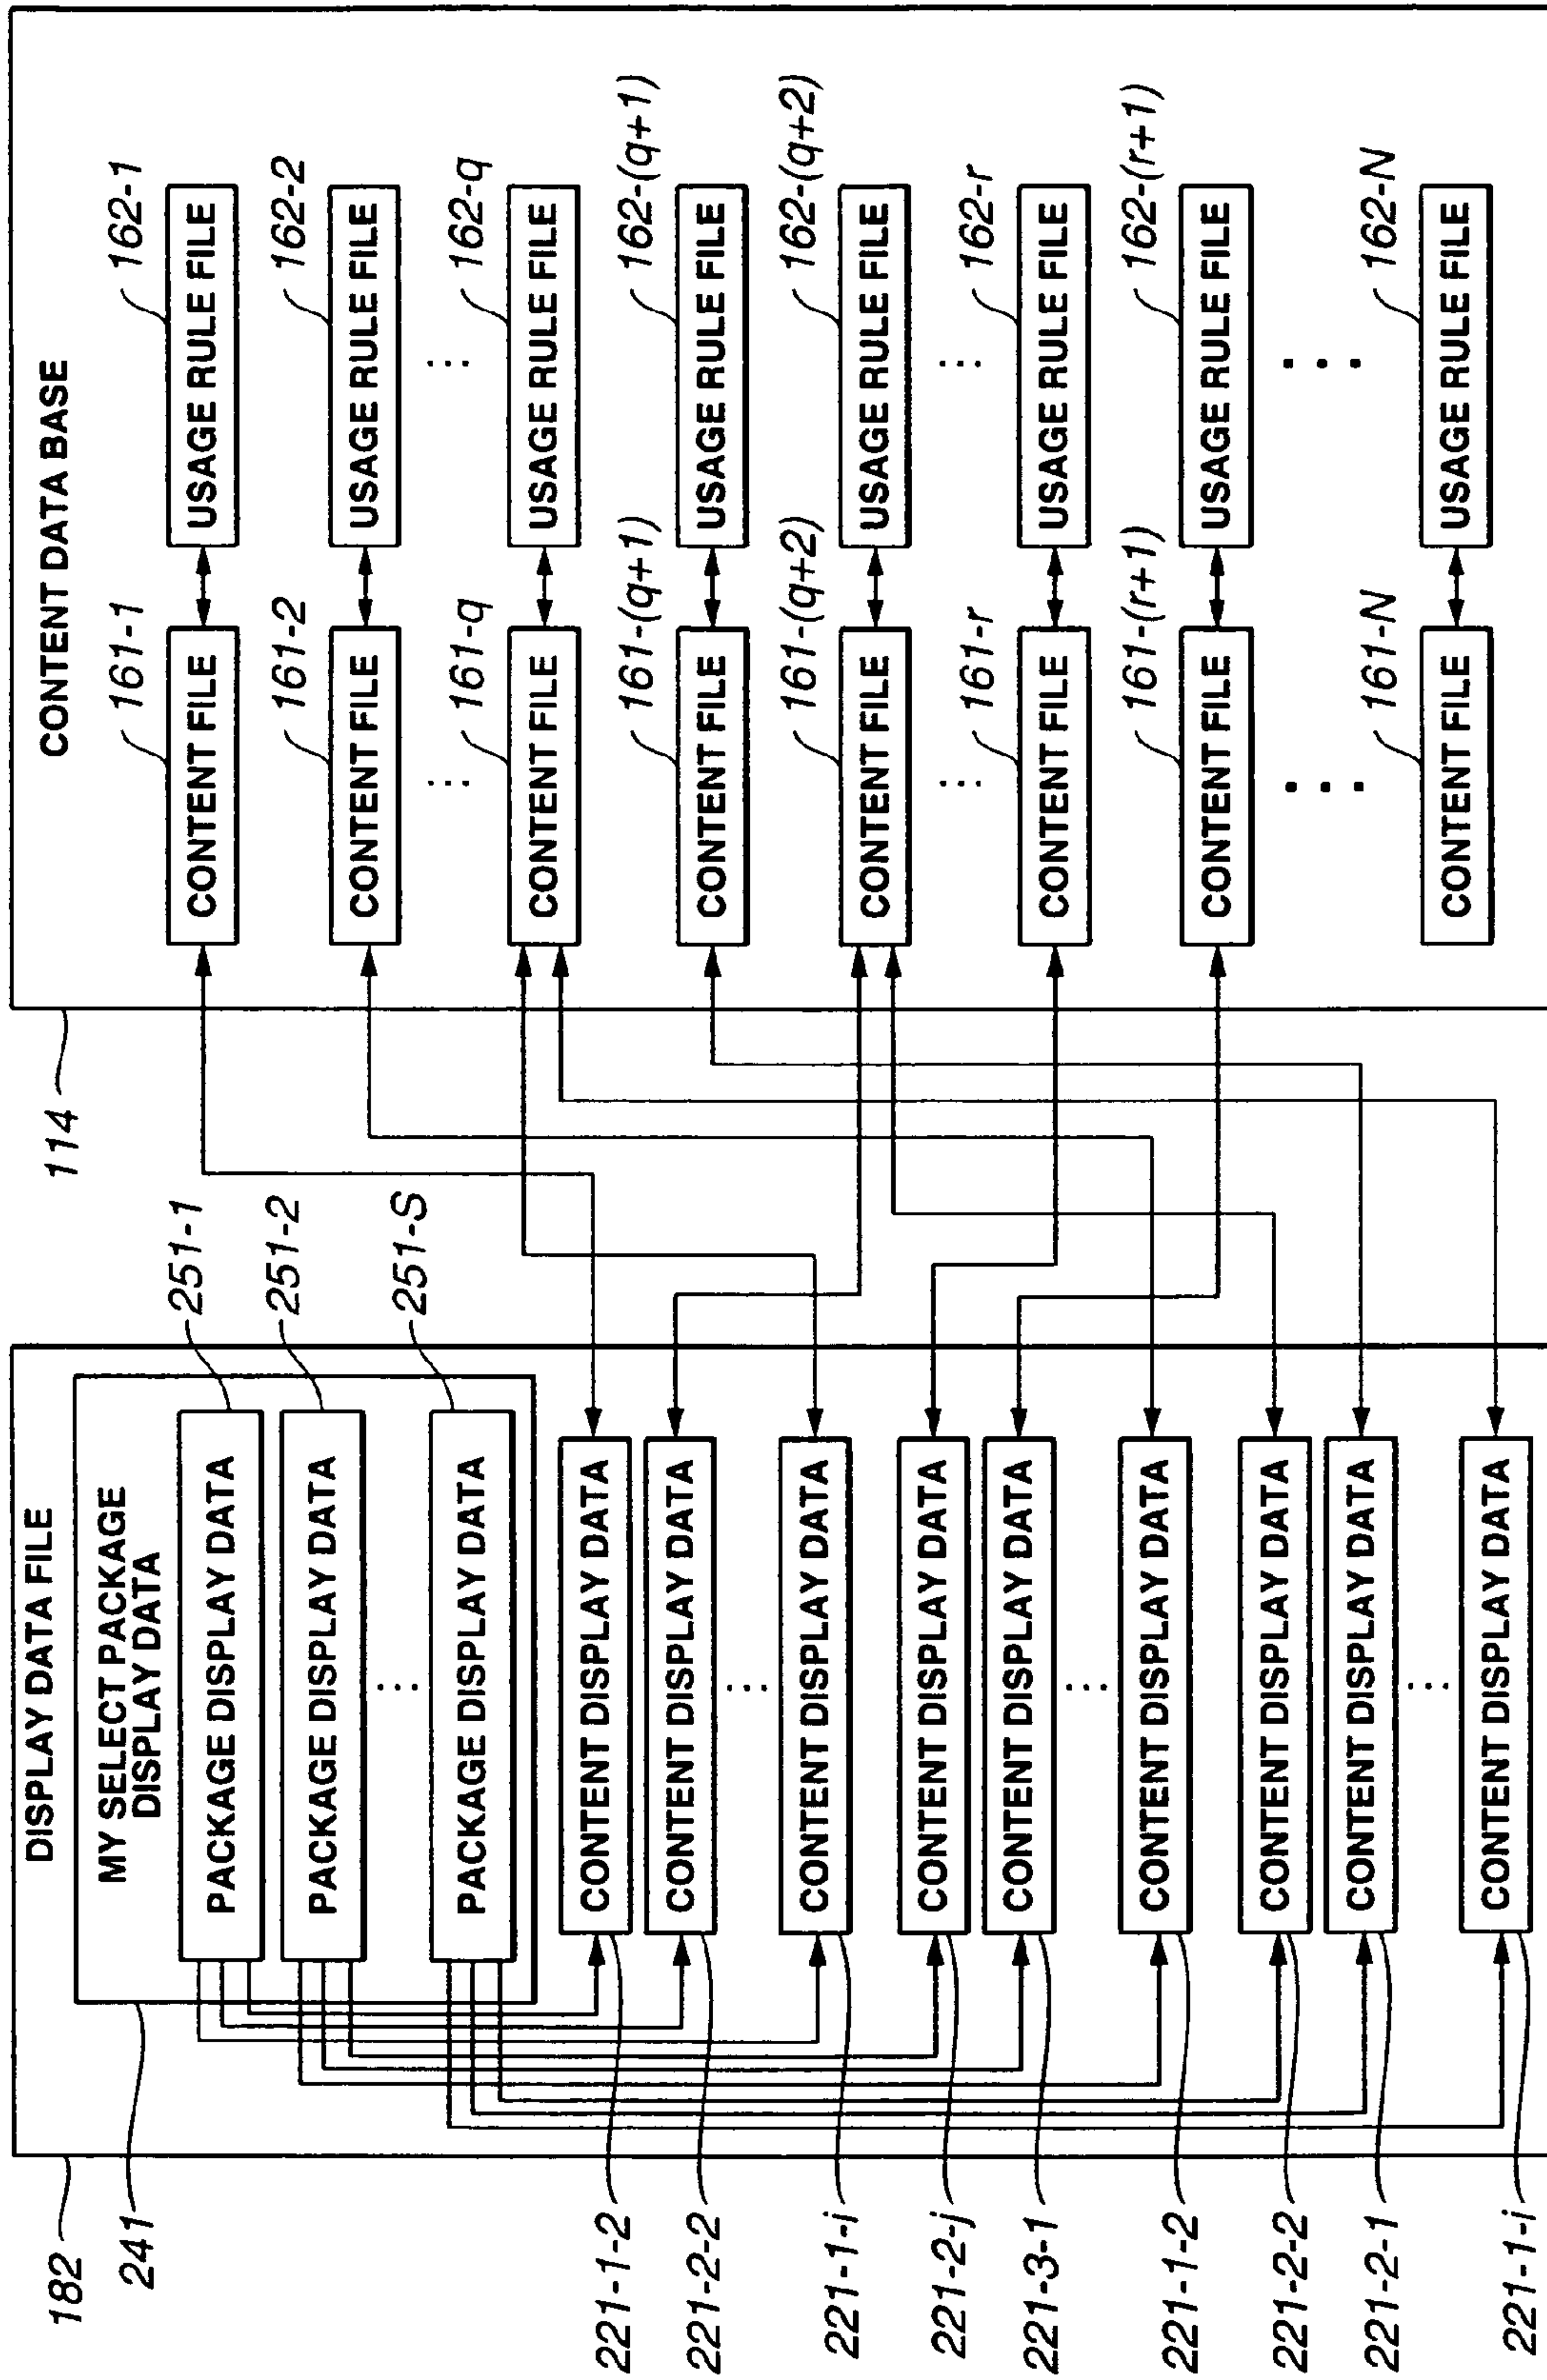 DISPLAY DATA FILE
MY SELECT PACKAGE
DISPLAY DATA
PACKAGE DISPLAY DATA
PACKAGE DISPLAY DATA
...
PACKAGE DISPLAY DATA
CONTENT DISPLAY DATA
CONTENT DISPLAY DATA
...
CONTENT DISPLAY DATA
CONTENT DISPLAY DATA
CONTENT DISPLAY DATA
...
CONTENT DISPLAY DATA
CONTENT DISPLAY DATA
CONTENT DISPLAY DATA
...
CONTENT DISPLAY DATA
182
241
221-1-2
221-2-2
221-1-i
221-2-j
221-3-1
221-1-2
221-2-2
221-2-1
221-1-i
251-1
251-2
251-S
114
CONTENT DATA BASE
161-1
CONTENT FILE
162-1
USAGE RULE FILE
161-2
CONTENT FILE
162-2
USAGE RULE FILE
...
...
161-q
CONTENT FILE
162-q
USAGE RULE FILE
161-(q+1)
CONTENT FILE
162-(q+1)
USAGE RULE FILE
161-(q+2)
CONTENT FILE
162-(q+2)
USAGE RULE FILE
...
...
161-r
CONTENT FILE
162-r
USAGE RULE FILE
161-(r+1)
CONTENT FILE
162-(r+1)
USAGE RULE FILE
...
...
161-N
CONTENT FILE
162-N
USAGE RULE FILE